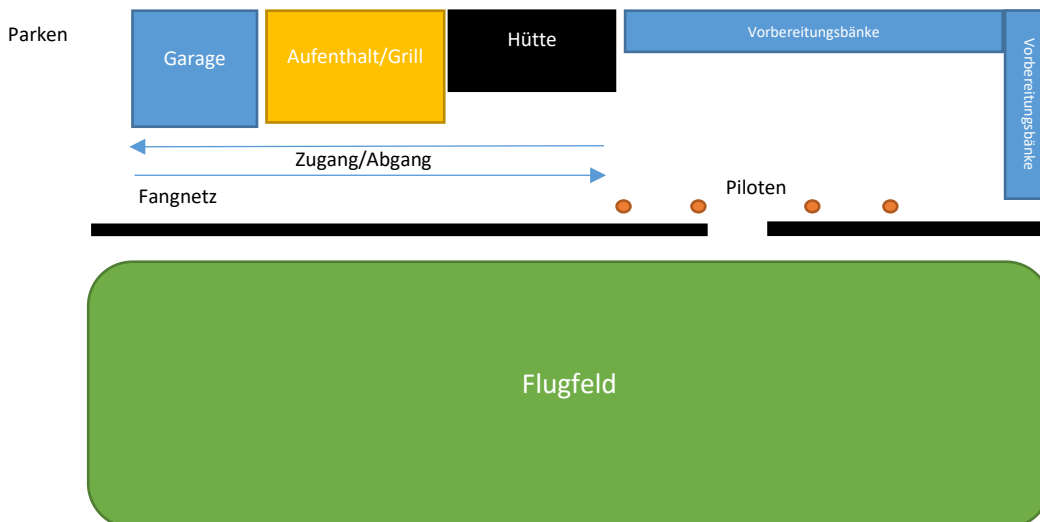 Parken
Garage
Aufenthalt/Grill
Hütte
Vorbereitungsbänke
Vorbereitungsbänke
Zugang/Abgang
Fangnetz
Piloten
Flugfeld